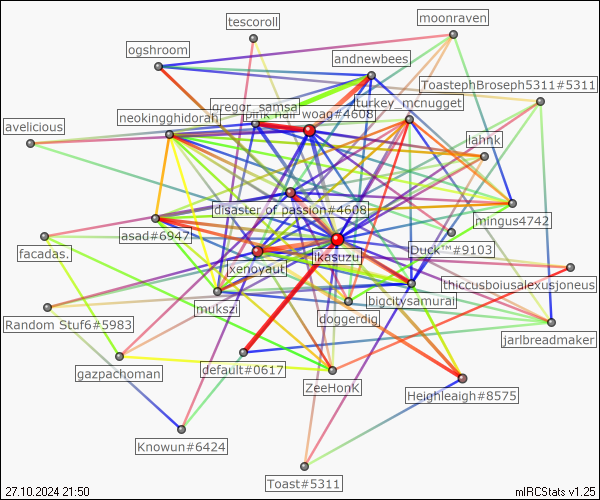 moonraven
tescoroll
ogshroom
andnewbees
ToastephBroseph5311#5311
turkey_mcnugget
gregor_samsa
pink hair woag#4608
neokingghidorah
avelicious
lahnk
disaster of passion#4608
mingus4742
asad#6947
Duck™#9103
facadas.
xenoyaut
likasuzu
thiccusboiusalexusjoneus
mukszi
bigcitysamurai
doggerdig
Random Stuf6#5983
jarlbreadmaker
gazpachoman
default#0617
ZeeHonK
Heighleaigh#8575
Knowun#6424
Toast#5311
27.10.2024 21:50
mIRCStats v1.25